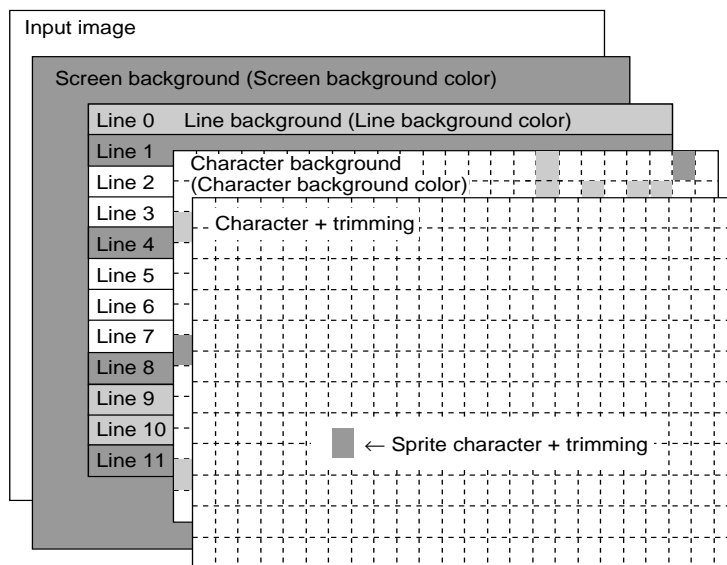 Input image
Screen background (Screen background color)
Line 0 Line background (Line background color)
Line 1
Character background
Line 2
(Character background color)
Line 3
Character + trimming
Line 4
Line 5
Line 6
Line 7
Line 8
Line 9
Line 10
← Sprite character + trimming
Line 11